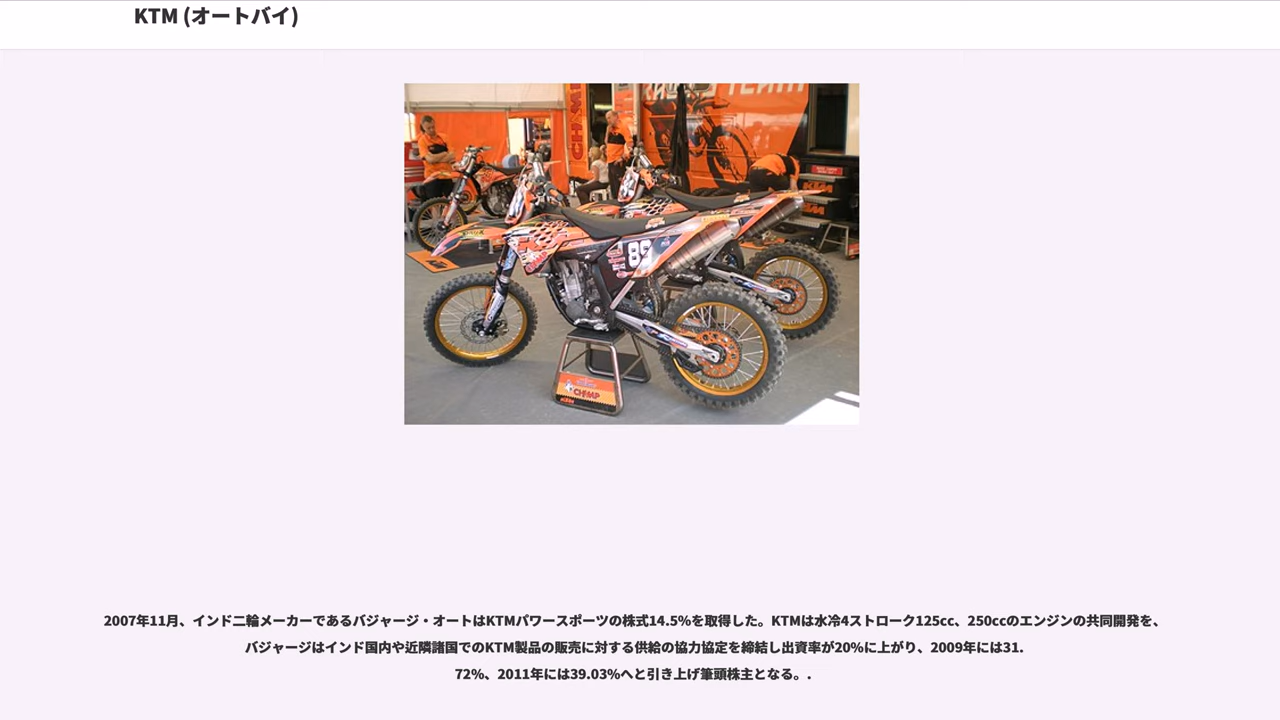 KTM (オートバイ)
TEAM
CHAMP
KTM
KTM
89
KTM
CHAMP
KTM
2007年11月、インド二輪メーカーであるバジャージ・オートはKTMパワースポーツの株式14.5%を取得した。KTMは水冷4ストローク125cc、250ccのエンジンの共同開発を、
バジャージはインド国内や近隣諸国でのKTM製品の販売に対する供給の協力協定を締結し出資率が20%に上がり、2009年には31.
72%、2011年には39.03%へと引き上げ筆頭株主となる。.